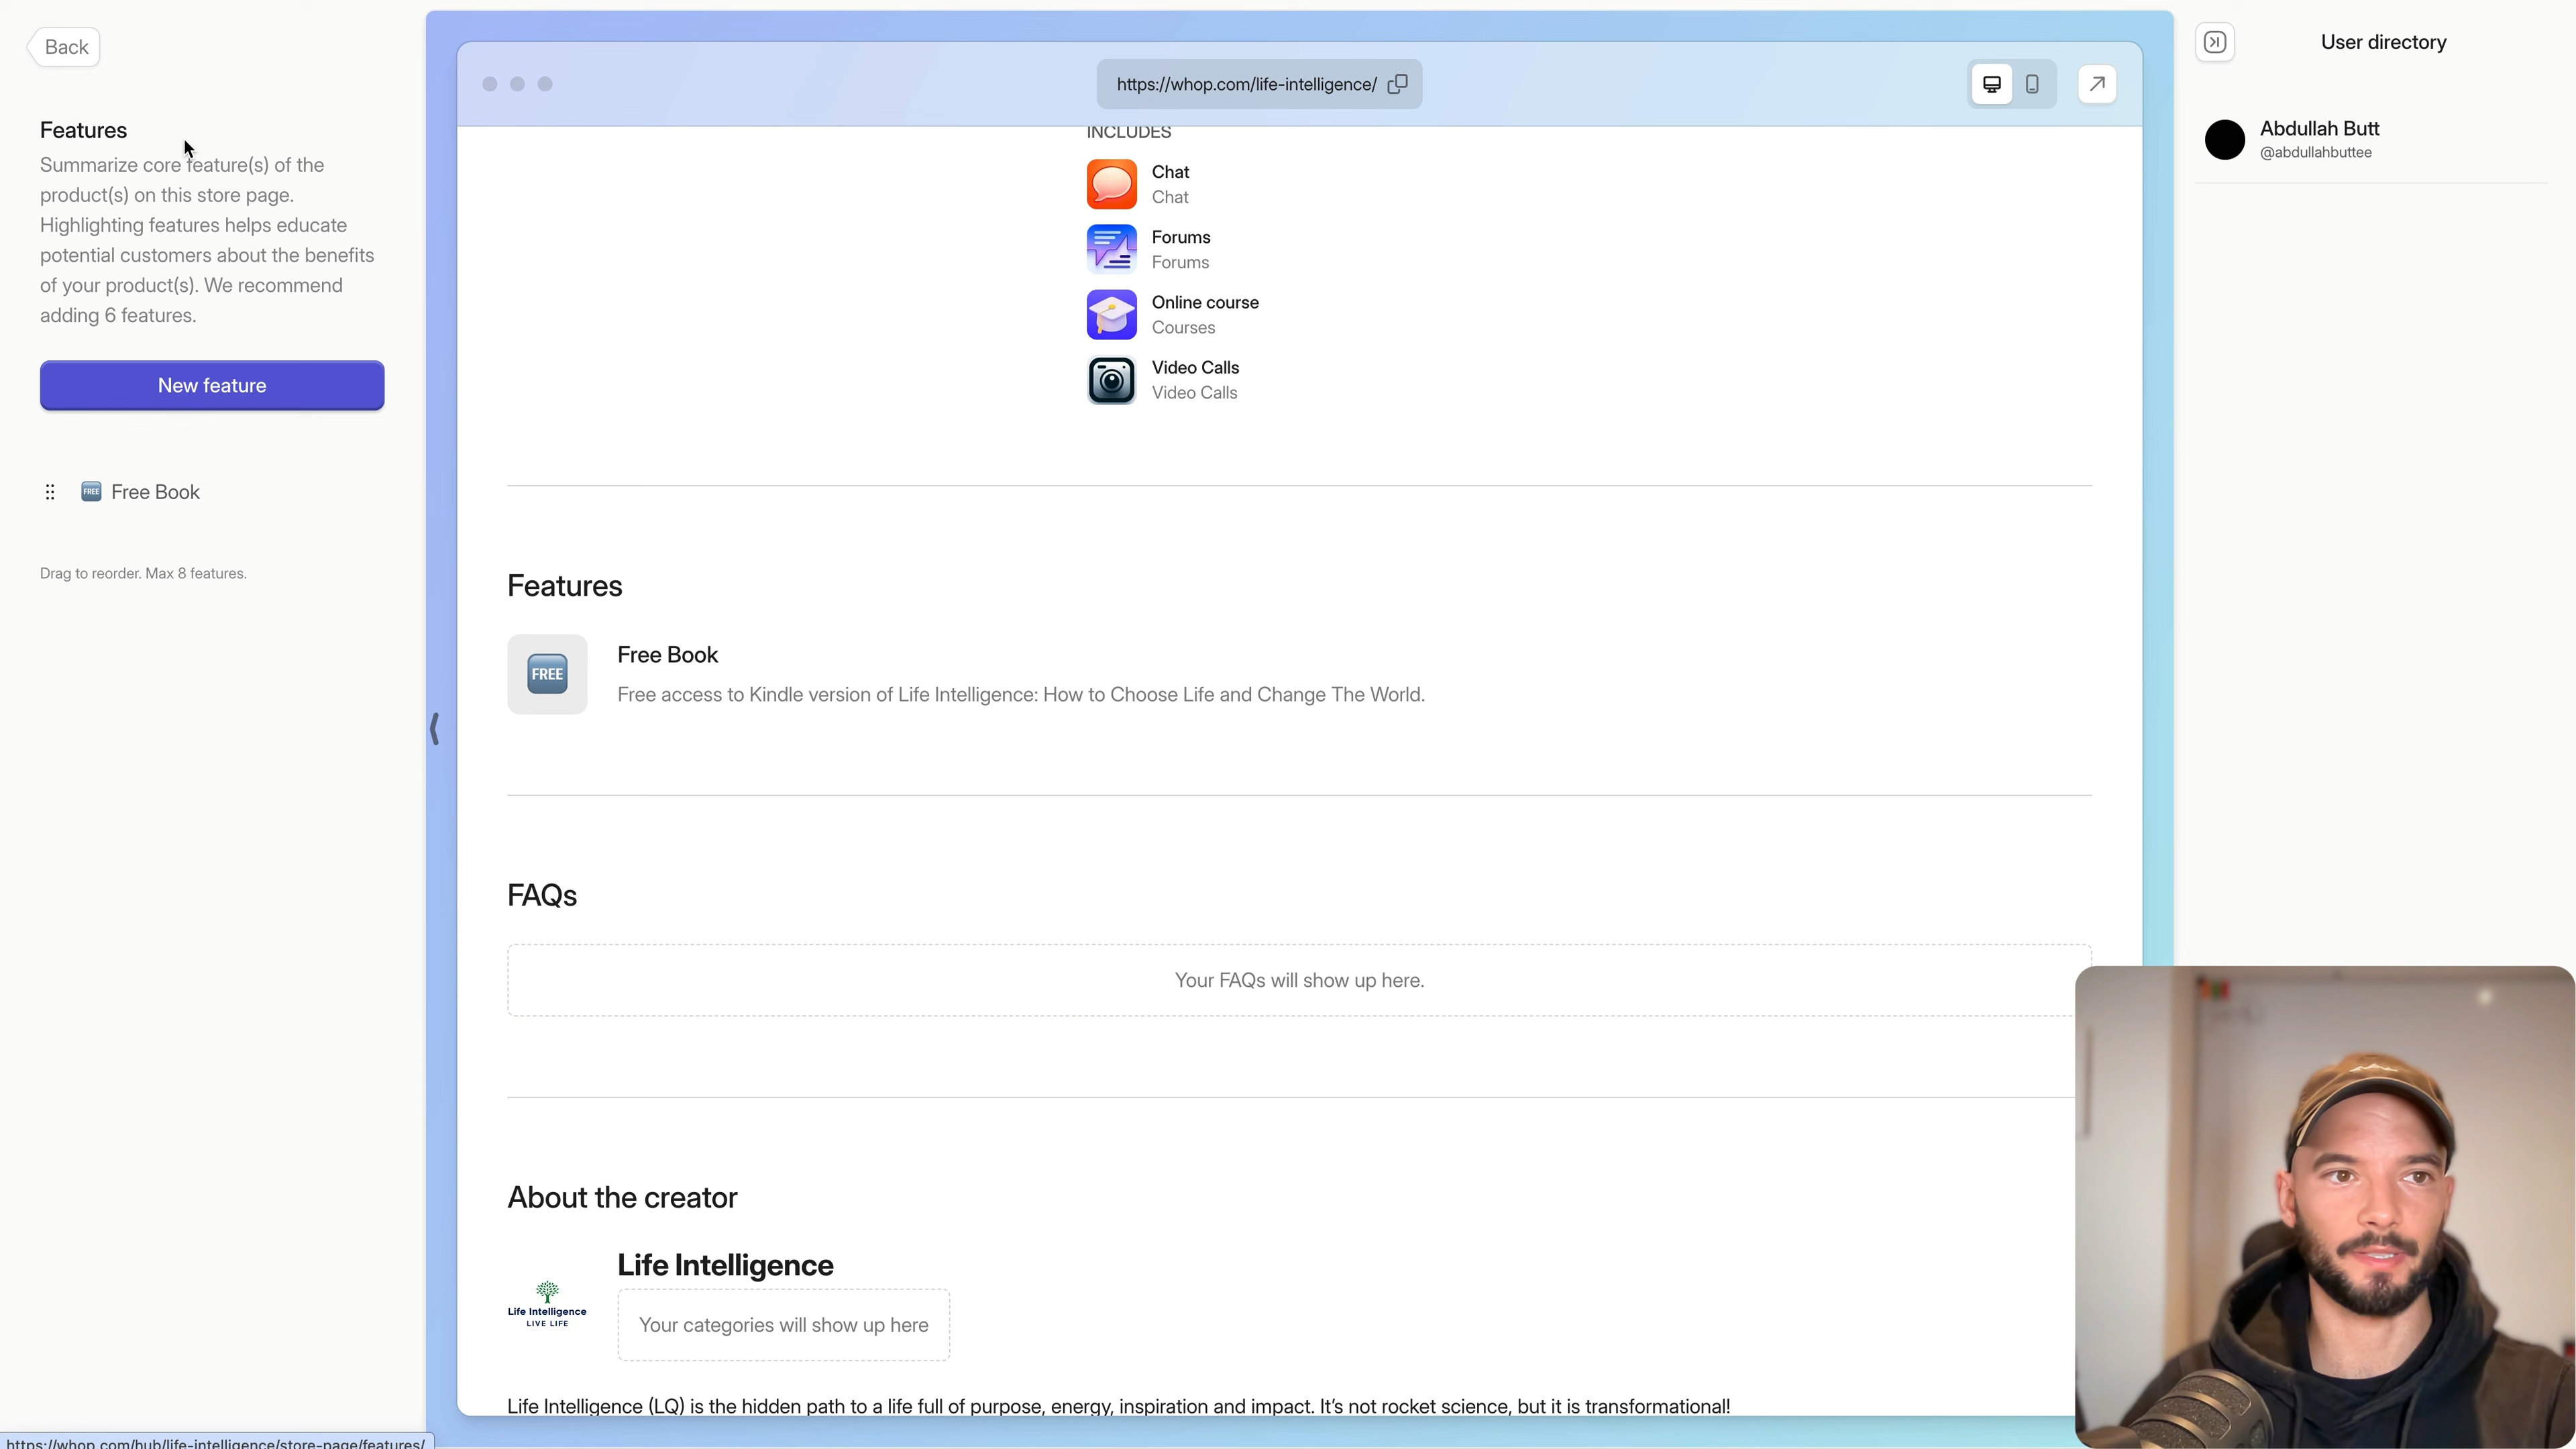 Back
Features
Summarize core feature(s) of the
product(s) on this store page.
Highlighting features helps educate
potential customers about the benefits
of your product(s). We recommend
adding 6 features.
New feature
FREE Free Book
Drag to reorder. Max 8 features.
https://whop.com/hub/life-intelligence/store-page/features/
https://whop.com/life-intelligence/
INCLUDES
Chat
Chat
Forums
Forums
Online course
Courses
Video Calls
Video Calls
Features
FREE
Free Book
Free access to Kindle version of Life Intelligence: How to Choose Life and Change The World.
FAQs
Your FAQs will show up here.
About the creator
Life Intelligence
LIVE LIFE
Life Intelligence
Your categories will show up here
Life Intelligence (LQ) is the hidden path to a life full of purpose, energy, inspiration and impact. It's not rocket science, but it is transformational!
User directory
Abdullah Butt
@abdullahbuttee